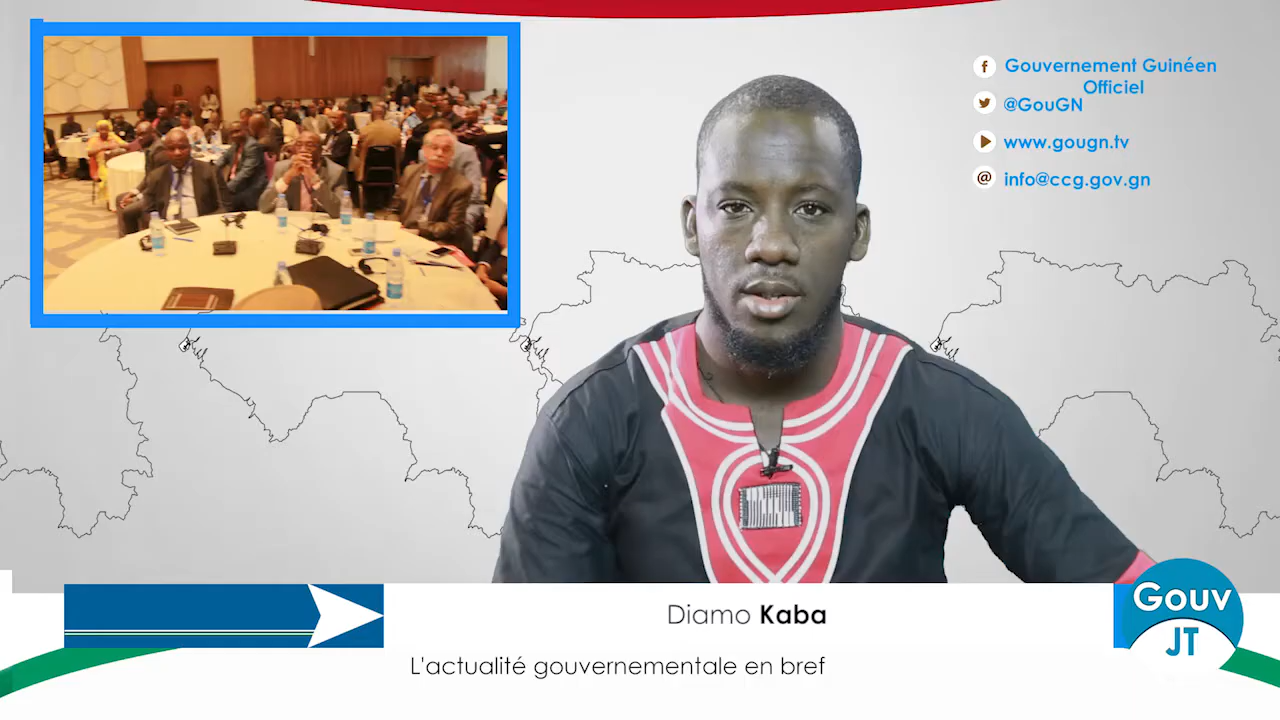 Gouvernement Guinéen
Officiel
@GouGN
www.gougn.tv
info@ccg.gov.gn
Diamo Kaba
L'actualité gouvernementale en bref
Gouv
JT